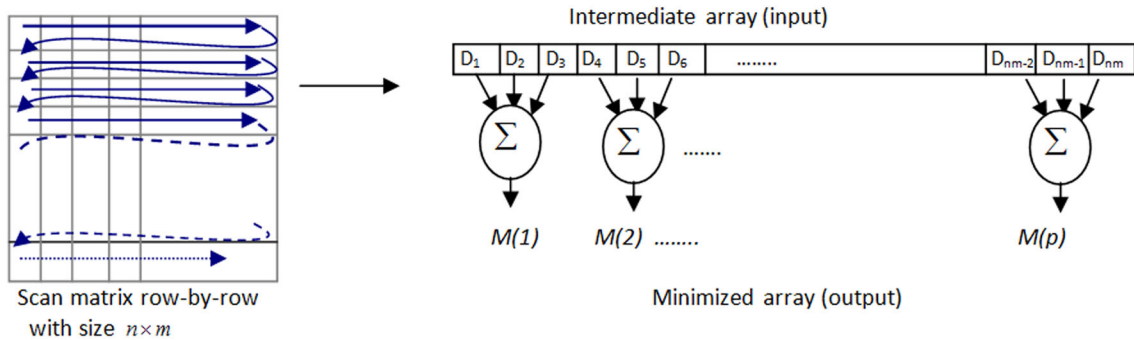 Intermediate array (input)
D₁ D₂ D₃ D₄ D₅ D₆ ........ Dₙₘ₋₂ Dₙₘ₋₁ Dₙₘ
Σ Σ ....... Σ
M(1) M(2) ........ M(p)
Scan matrix row-by-row
with size n×m
Minimized array (output)